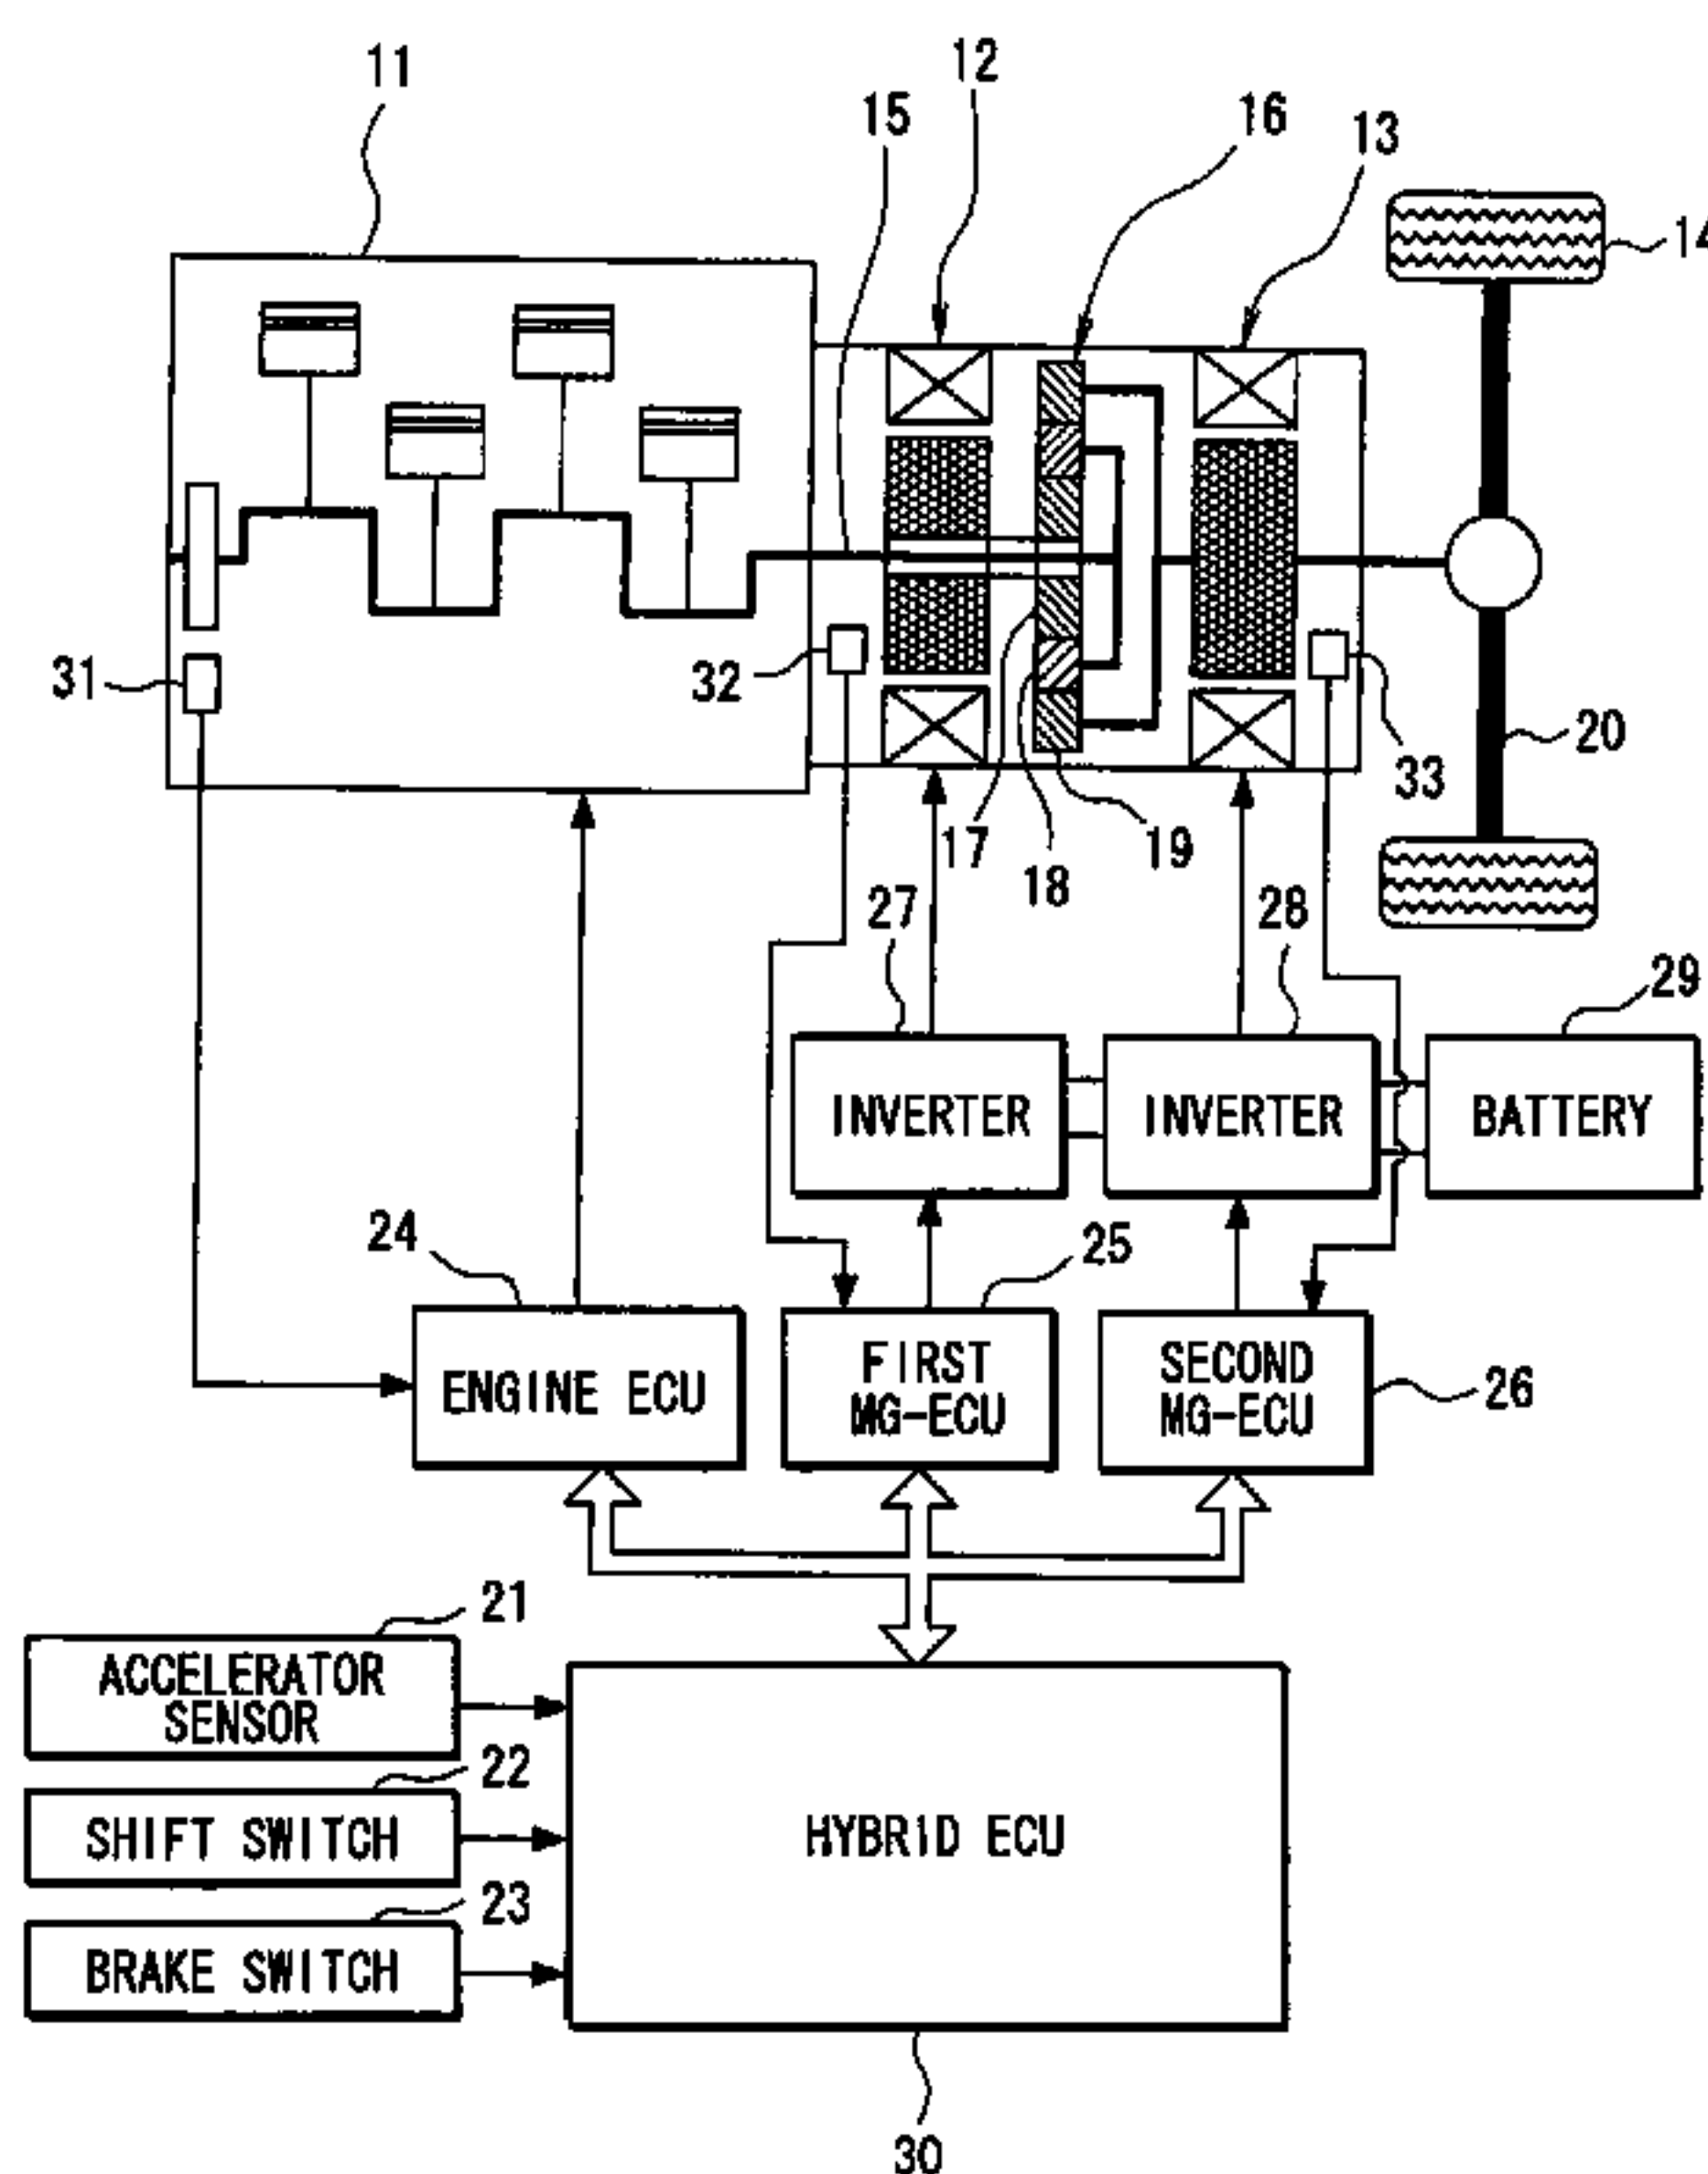 11
12
15
16
13
14
31
32
33
20
17
18
19
27
28
29
INVERTER
INVERTER
BATTERY
24
25
26
ENGINE ECU
FIRST
MG-ECU
SECOND
MG-ECU
21
ACCELERATOR
SENSOR
22
SHIFT SWITCH
HYBRID ECU
23
BRAKE SWITCH
30